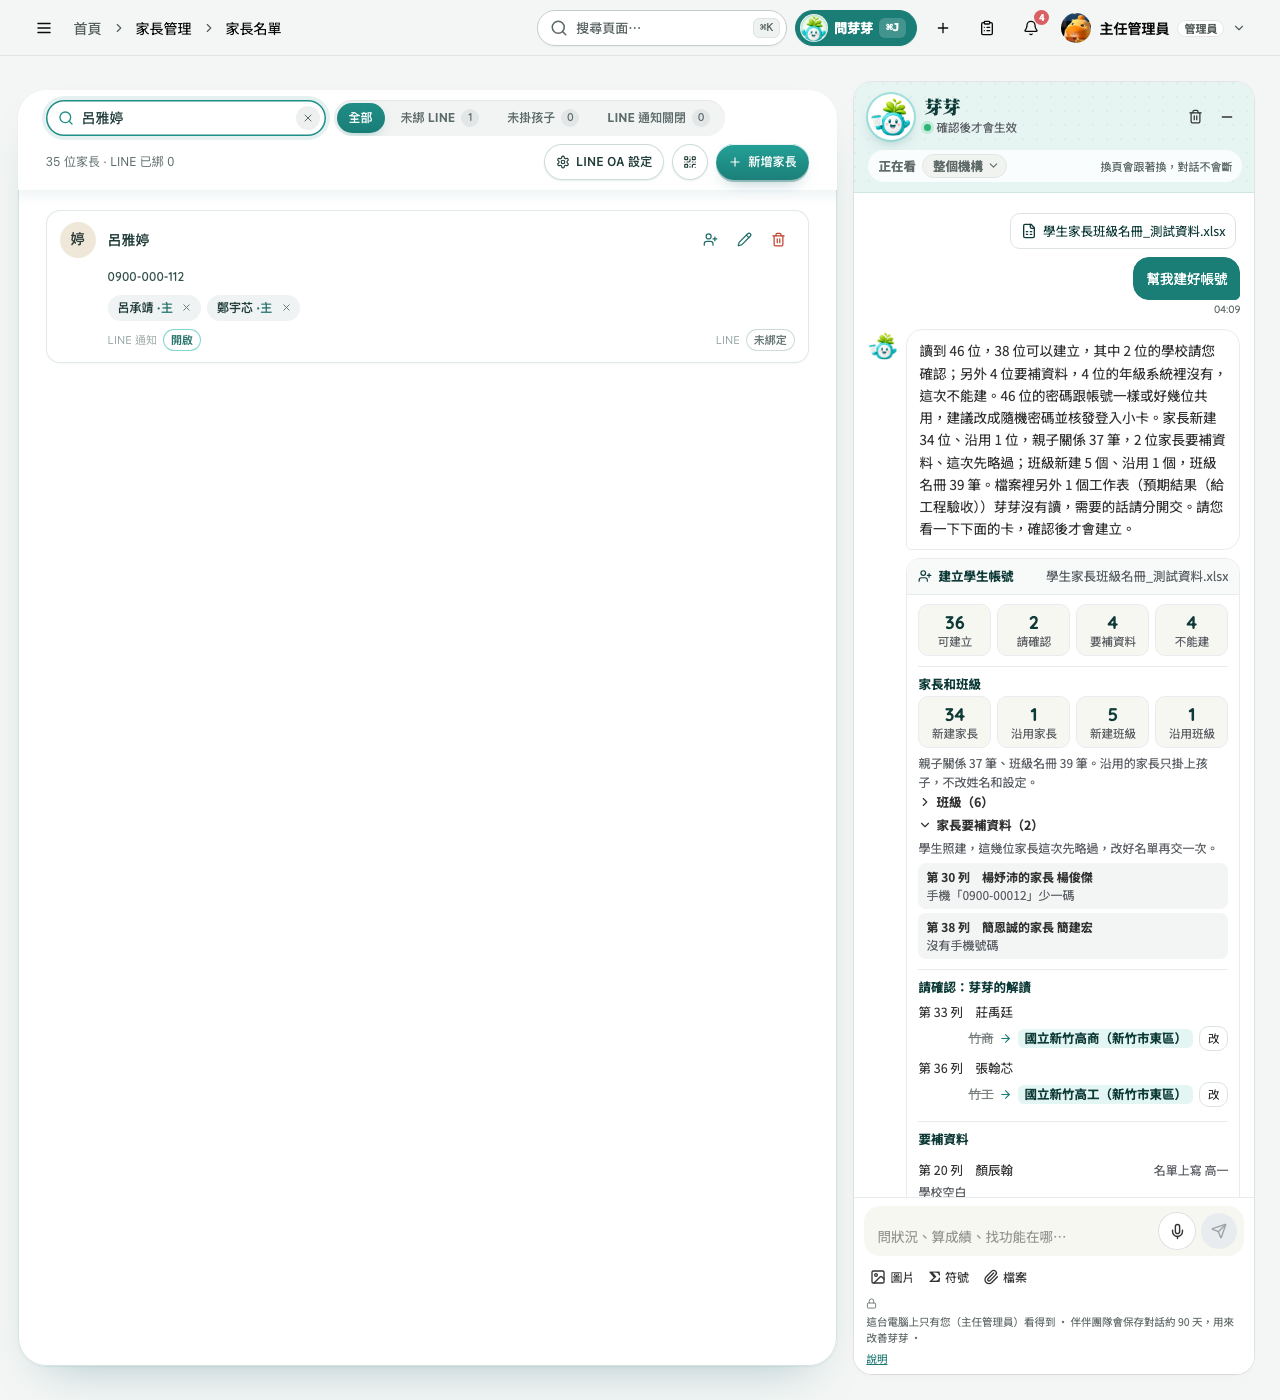 首頁 > 家長管理 > 家長名單
搜尋頁面… ⌘K
問芽芽 ⌘J
4
主任管理員 管理員
呂雅婷
全部
未綁 LINE 1
未掛孩子 0
LINE 通知關閉 0
35 位家長 · LINE 已綁 0
LINE OA 設定
新增家長
婷
呂雅婷
0900-000-112
呂承靖 ·主 ×
鄭宇芯 ·主 ×
LINE 通知 開啟
LINE 未綁定
芽芽
確認後才會生效
正在看 整個機構
換頁會跟著換，對話不會斷
學生家長班級名冊_測試資料.xlsx
幫我建好帳號
04:09
讀到 46 位，38 位可以建立，其中 2 位的學校請您
確認；另外 4 位要補資料，4 位的年級系統裡沒有，
這次不能建。46 位的密碼跟帳號一樣或好幾位共
用，建議改成隨機密碼並核發登入小卡。家長新建
34 位、沿用 1 位，親子關係 37 筆，2 位家長要補資
料、這次先略過；班級新建 5 個、沿用 1 個，班級
名冊 39 筆。檔案裡另外 1 個工作表（預期結果（給
工程驗收））芽芽沒有讀，需要的話請分開交。請您
看一下下面的卡，確認後才會建立。
建立學生帳號
學生家長班級名冊_測試資料.xlsx
36 2 4 4
可建立 請確認 要補資料 不能建
家長和班級
34 1 5 1
新建家長 沿用家長 新建班級 沿用班級
親子關係 37 筆、班級名冊 39 筆。沿用的家長只掛上孩
子，不改姓名和設定。
班級（6）
家長要補資料（2）
學生照建，這幾位家長這次先略過，改好名單再交一次。
第 30 列 楊妤沛的家長 楊俊傑
手機「0900-00012」少一碼
第 38 列 簡恩誠的家長 簡建宏
沒有手機號碼
請確認：芽芽的解讀
第 33 列 莊禹廷
竹商 → 國立新竹高商（新竹市東區） 改
第 36 列 張翰芯
竹工 → 國立新竹高工（新竹市東區） 改
要補資料
第 20 列 顏辰翰
名單上寫 高一
學校空白
問狀況、算成績、找功能在哪…
圖片 符號 檔案
這台電腦上只有您（主任管理員）看得到 · 伴伴團隊會保存對話約 90 天，用來
改善芽芽 ·
說明